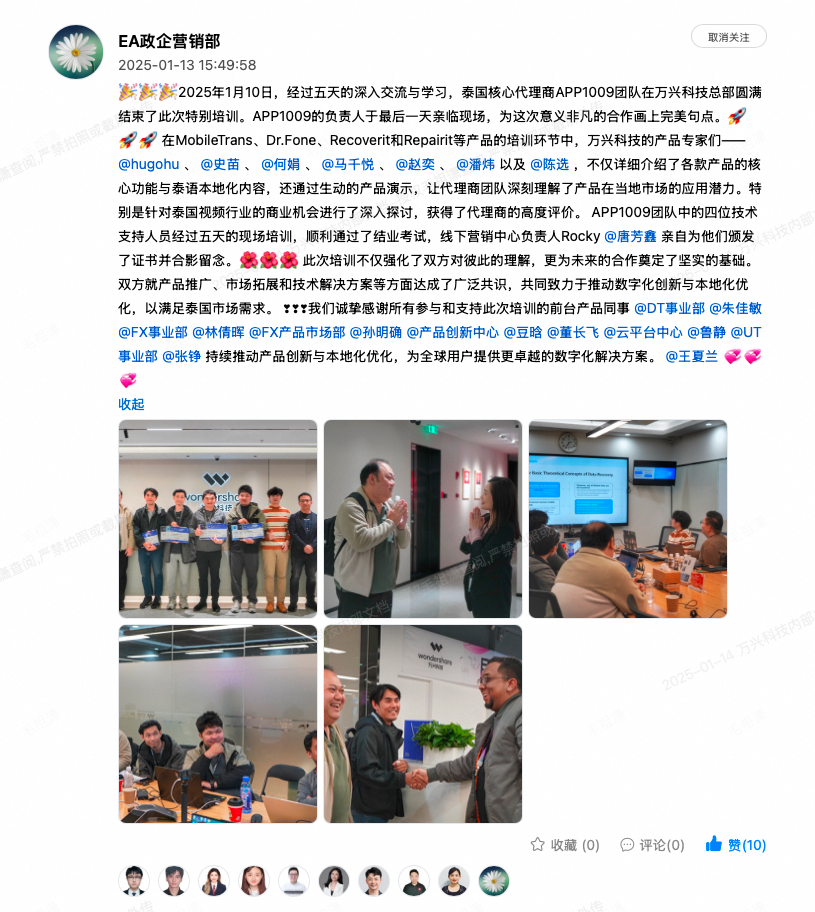 EA政企营销部
取消关注
2025-01-13 15:49:58
🎉🎉🎉2025年1月10日，经过五天的深入交流与学习，泰国核心代理商APP1009团队在万兴科技总部圆满
结束了此次特别培训。APP1009的负责人于最后一天亲临现场，为这次意义非凡的合作画上完美句点。🚀
🚀🚀 在MobileTrans、Dr.Fone、Recoverit和Repairit等产品的培训环节中，万兴科技的产品专家们——
@hugohu 、 @史苗 、 @何娟 、 @马千悦 、 @赵奕 、 @潘炜 以及 @陈选 ，不仅详细介绍了各款产品的核
心功能与泰语本地化内容，还通过生动的产品演示，让代理商团队深刻理解了产品在当地市场的应用潜力。特
别是针对泰国视频行业的商业机会进行了深入探讨，获得了代理商的高度评价。 APP1009团队中的四位技术
支持人员经过五天的现场培训，顺利通过了结业考试，线下营销中心负责人Rocky @唐芳鑫 亲自为他们颁发
了证书并合影留念。🌺🌺🌺 此次培训不仅强化了双方对彼此的理解，更为未来的合作奠定了坚实的基础。
双方就产品推广、市场拓展和技术解决方案等方面达成了广泛共识，共同致力于推动数字化创新与本地化优
化，以满足泰国市场需求。 ❣❣❣我们诚挚感谢所有参与和支持此次培训的前台产品同事 @DT事业部 @朱佳敏
@FX事业部 @林倩晖 @FX产品市场部 @孙明确 @产品创新中心 @豆晗 @董长飞 @云平台中心 @鲁静 @UT
事业部 @张铮 持续推动产品创新与本地化优化，为全球用户提供更卓越的数字化解决方案。 @王夏兰 💞💞
💞
收起
wondershare
科技
Basic Theoretical Concepts of Data Recovery
wondershare
万兴科技
2025-01-14 万兴科技内部
收藏 (0)
评论(0)
赞(10)